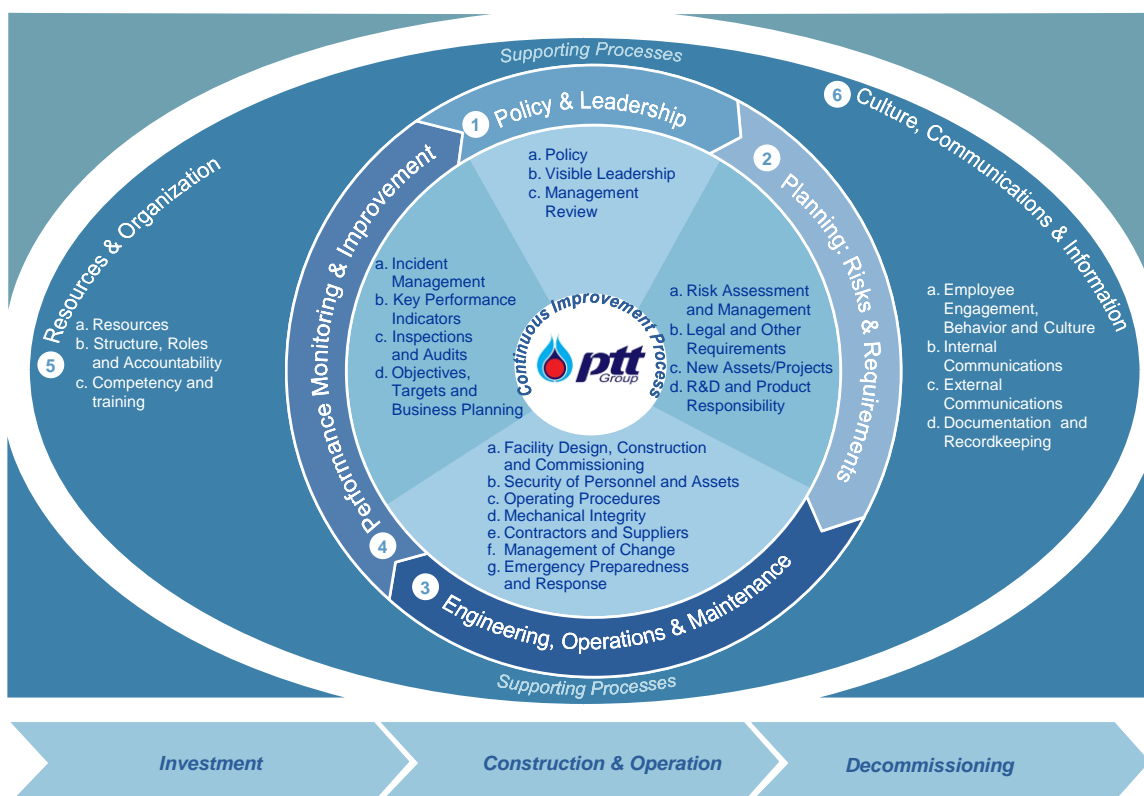 Supporting Processes
1 Policy & Leadership
a. Policy
b. Visible Leadership
c. Management
Review
2 Planning: Risks & Requirements
a. Risk Assessment
and Management
b. Legal and Other
Requirements
c. New Assets/Projects
d. R&D and Product
Responsibility
3 Engineering, Operations & Maintenance
a. Facility Design, Construction
and Commissioning
b. Security of Personnel and Assets
c. Operating Procedures
d. Mechanical Integrity
e. Contractors and Suppliers
f. Management of Change
g. Emergency Preparedness
and Response
4 Performance Monitoring & Improvement
a. Incident
Management
b. Key Performance
Indicators
c. Inspections
and Audits
d. Objectives,
Targets and
Business Planning
Continuous Improvement Process
ptt
Group
5 Resources & Organization
a. Resources
b. Structure, Roles
and Accountability
c. Competency and
training
6 Culture, Communications & Information
a. Employee
Engagement,
Behavior and Culture
b. Internal
Communications
c. External
Communications
d. Documentation and
Recordkeeping
Supporting Processes
Investment
Construction & Operation
Decommissioning